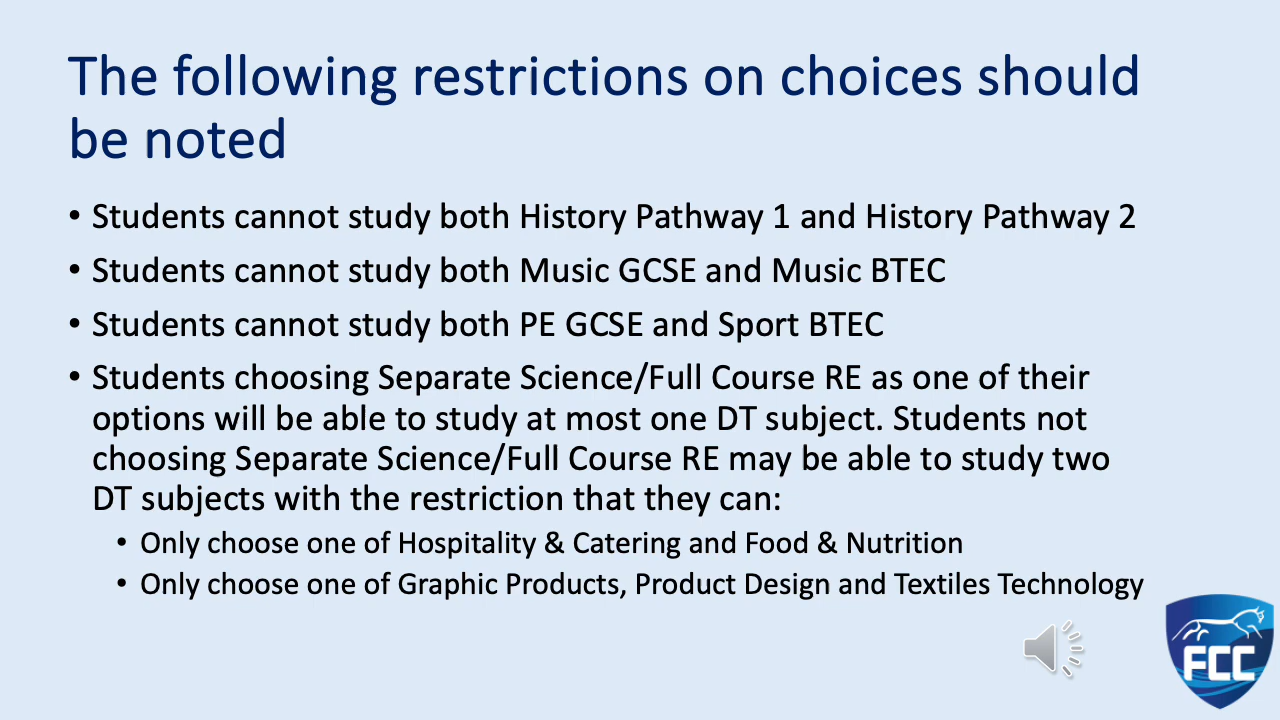 The following restrictions on choices should
be noted
• Students cannot study both History Pathway 1 and History Pathway 2
• Students cannot study both Music GCSE and Music BTEC
• Students cannot study both PE GCSE and Sport BTEC
• Students choosing Separate Science/Full Course RE as one of their
options will be able to study at most one DT subject. Students not
choosing Separate Science/Full Course RE may be able to study two
DT subjects with the restriction that they can:
• Only choose one of Hospitality & Catering and Food & Nutrition
• Only choose one of Graphic Products, Product Design and Textiles Technology
FCC